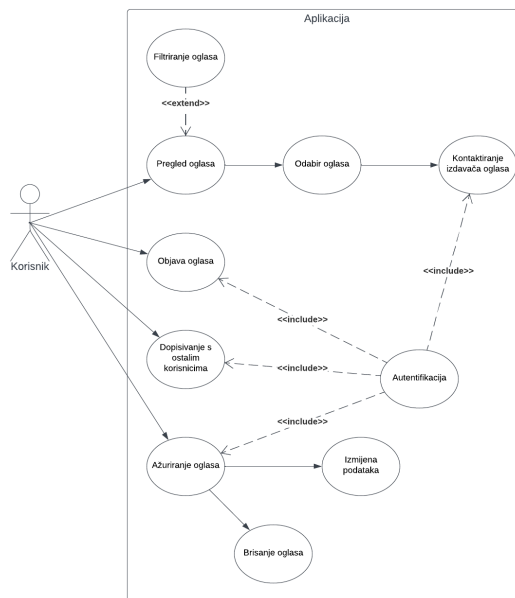 Aplikacija
Filtriranje oglasa
<<extend>>
Pregled oglasa
Odabir oglasa
Kontaktiranje
izdavača oglasa
Korisnik
Objava oglasa
<<include>>
<<include>>
Dopisivanje s
ostalim
korisnicima
<<include>>
Autentifikacija
<<include>>
Ažuriranje oglasa
Izmijena
podataka
Brisanje oglasa